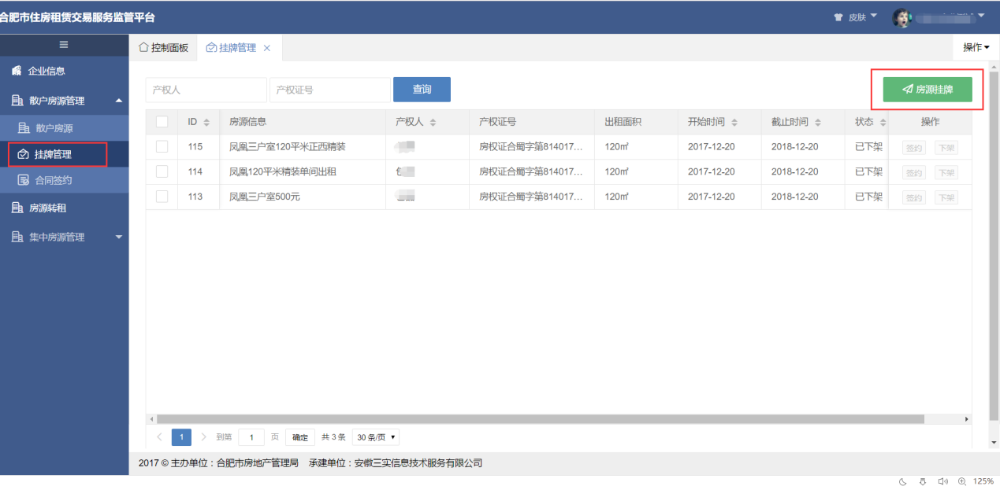 合肥市住房租赁交易服务监管平台
皮肤
控制面板 挂牌管理 操作
企业信息
散户房源管理
散户房源
挂牌管理
合同签约
房源转租
集中房源管理
产权人 产权证号 查询 房源挂牌
ID 房源信息 产权人 产权证号 出租面积 开始时间 截止时间 状态 操作
115 凤凰三户室120平米正西精装 房权证合蜀字第814017... 120㎡ 2017-12-20 2018-12-20 已下架 签约 下架
114 凤凰120平米精装单间出租 房权证合蜀字第814017... 120㎡ 2017-12-20 2018-12-20 已下架 签约 下架
113 凤凰三户室500元 房权证合蜀字第814017... 120㎡ 2017-12-20 2018-12-20 已下架 签约 下架
1 到第 1 页 确定 共 3 条 30 条/页
2017 © 主办单位：合肥市房地产管理局 承建单位：安徽三实信息技术服务有限公司
125%